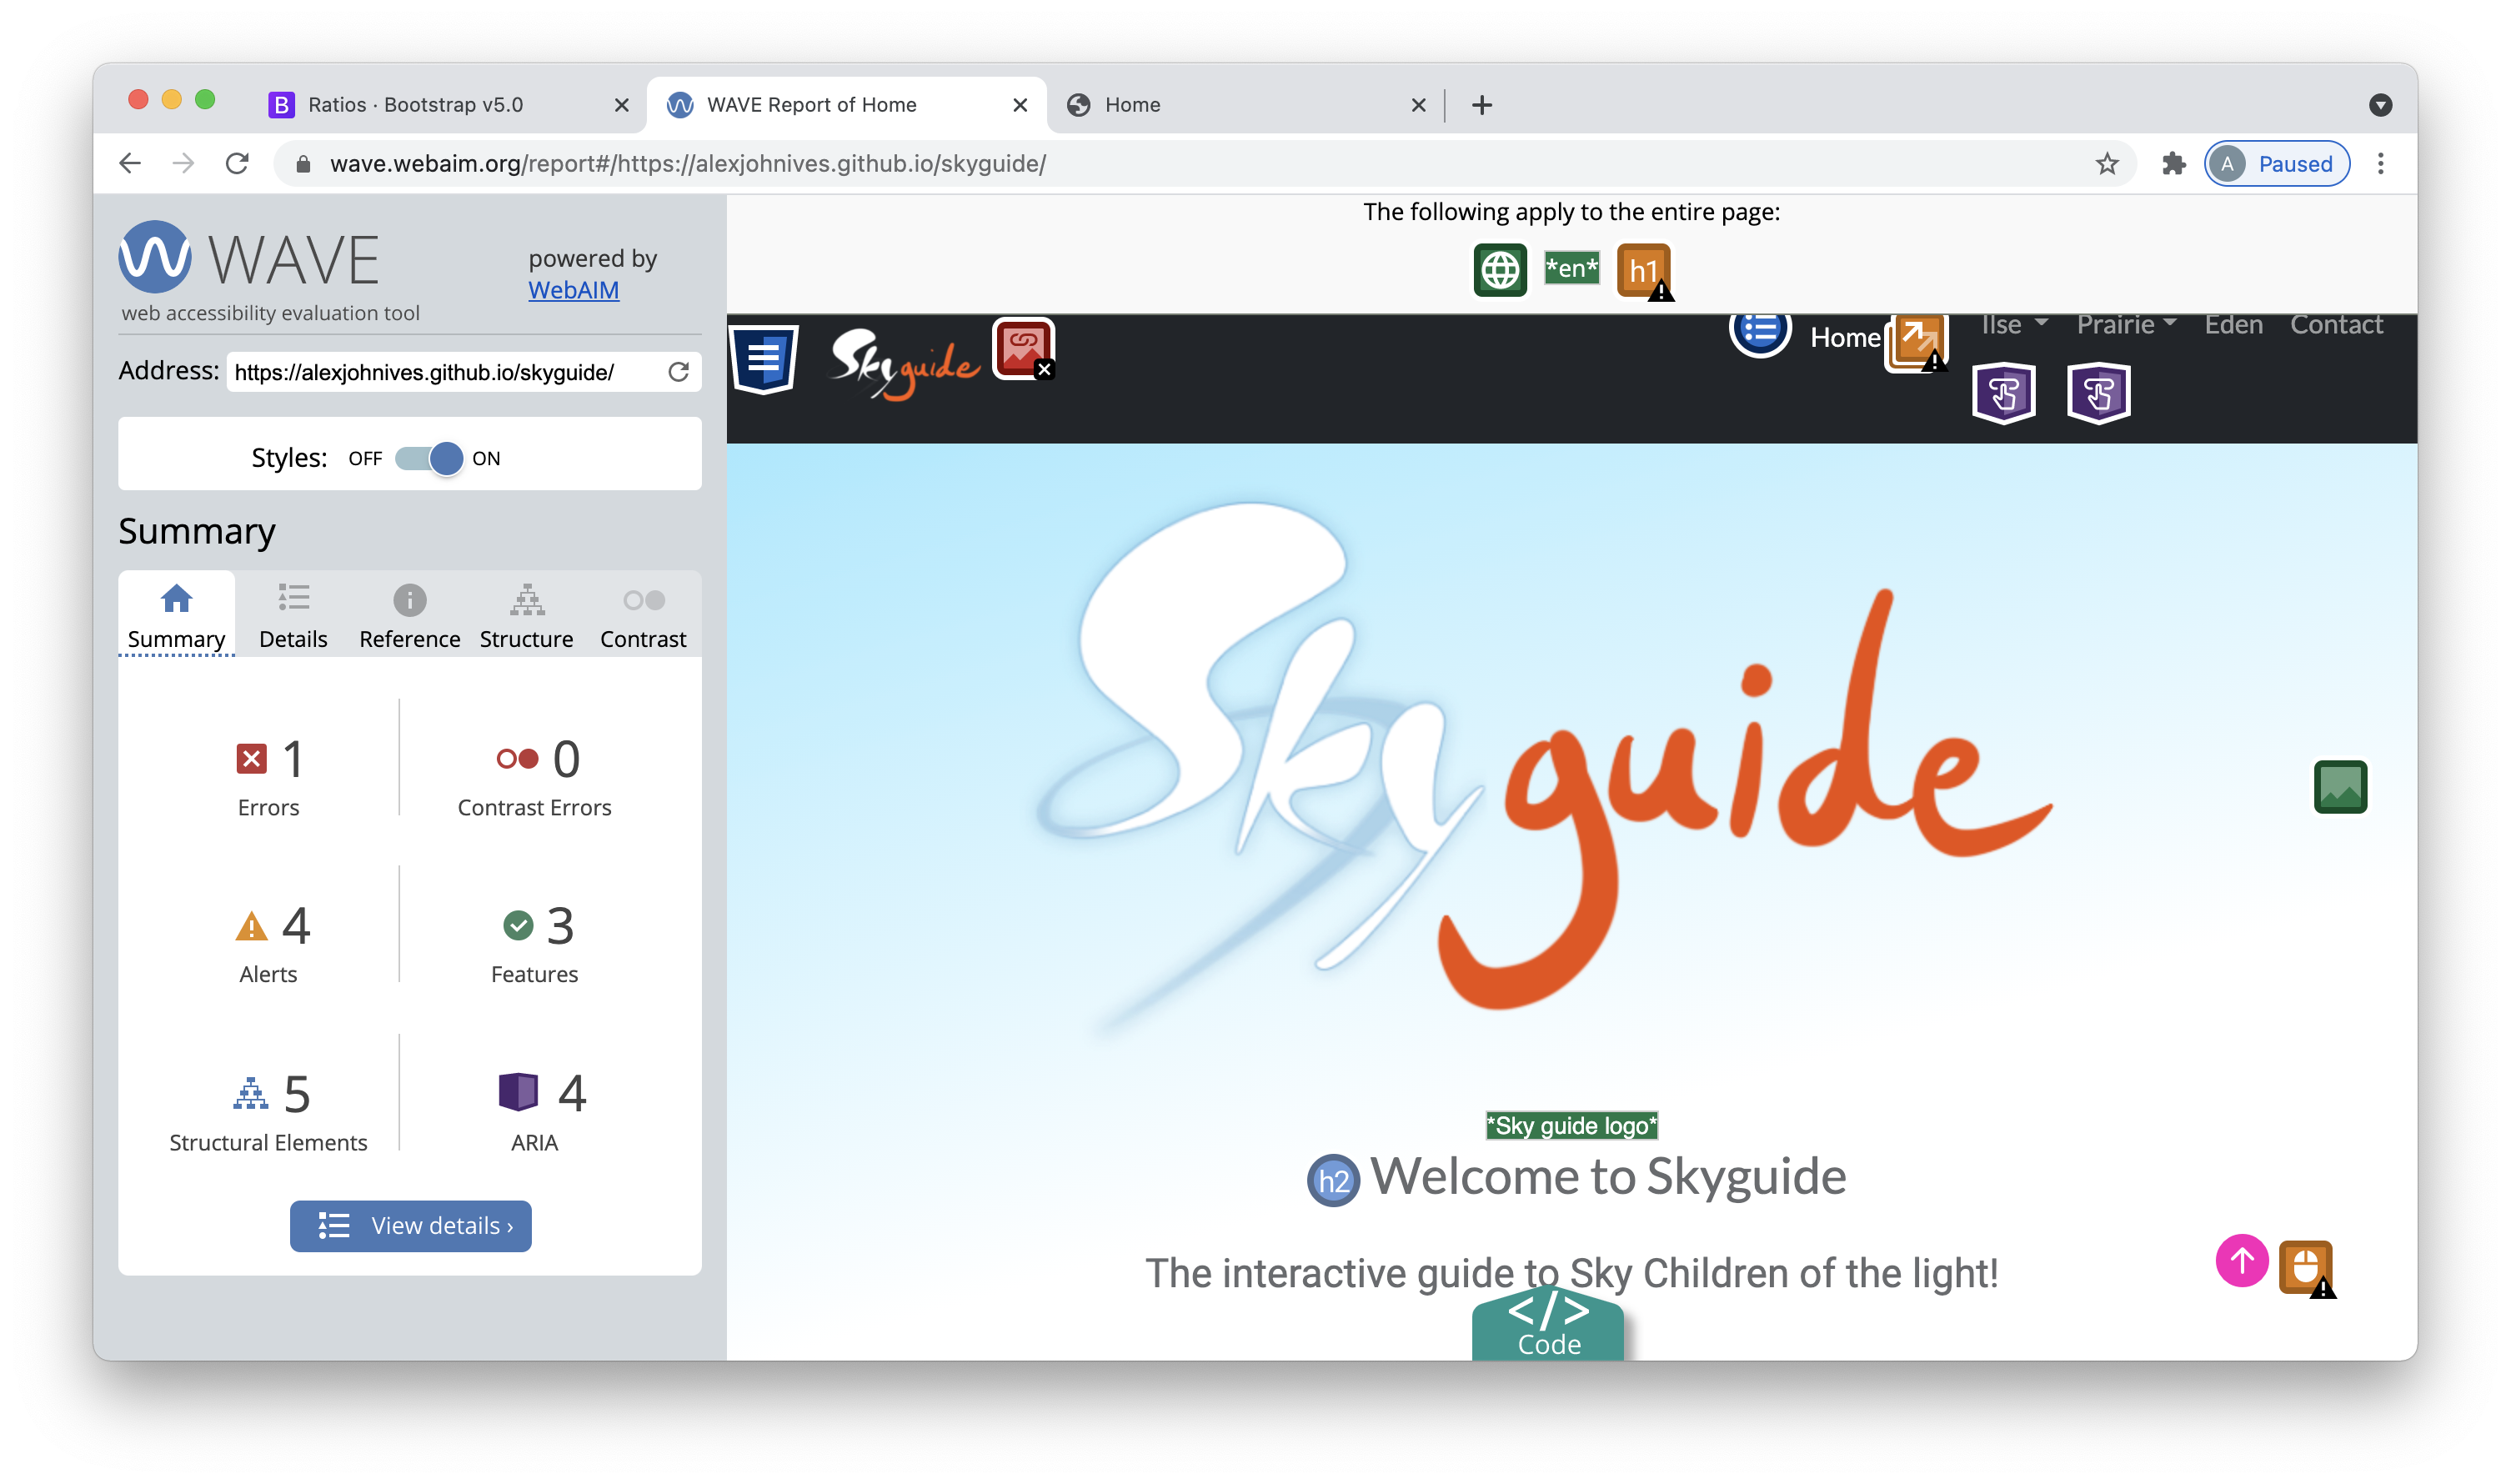 Ratios · Bootstrap v5.0
WAVE Report of Home
Home
wave.webaim.org/report#/https://alexjohnives.github.io/skyguide/
A Paused
WAVE
web accessibility evaluation tool
powered by
WebAIM
Address: https://alexjohnives.github.io/skyguide/
Styles: OFF ON
Summary
Summary Details Reference Structure Contrast
1
Errors
0
Contrast Errors
4
Alerts
3
Features
5
Structural Elements
4
ARIA
View details ›
The following apply to the entire page:
*en* h1
Skyguide
Home Ilse Prairie Eden Contact
Skyguide
*Sky guide logo*
h2 Welcome to Skyguide
The interactive guide to Sky Children of the light!
</>
Code